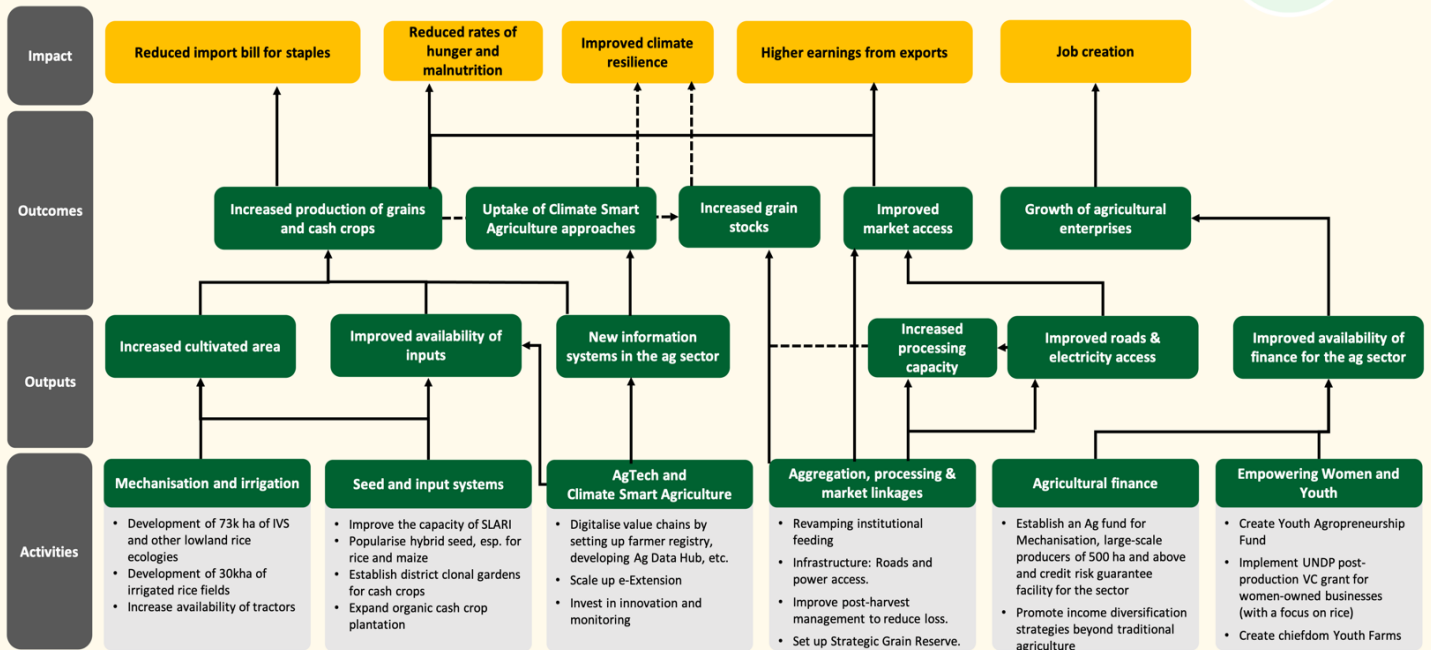 Impact
Reduced import bill for staples
Reduced rates of
hunger and
malnutrition
Improved climate
resilience
Higher earnings from exports
Job creation
Outcomes
Increased production of grains
and cash crops
Uptake of Climate Smart
Agriculture approaches
Increased grain
stocks
Improved
market access
Growth of agricultural
enterprises
Outputs
Increased cultivated area
Improved availability of
inputs
New information
systems in the ag sector
Increased
processing
capacity
Improved roads &
electricity access
Improved availability of
finance for the ag sector
Activities
Mechanisation and irrigation
• Development of 73k ha of IVS
and other lowland rice
ecologies
• Development of 30kha of
irrigated rice fields
• Increase availability of tractors
Seed and input systems
• Improve the capacity of SLARI
• Popularise hybrid seed, esp. for
rice and maize
• Establish district clonal gardens
for cash crops
• Expand organic cash crop
plantation
AgTech and
Climate Smart Agriculture
• Digitalise value chains by
setting up farmer registry,
developing Ag Data Hub, etc.
• Scale up e-Extension
• Invest in innovation and
monitoring
Aggregation, processing &
market linkages
• Revamping institutional
feeding
• Infrastructure: Roads and
power access.
• Improve post-harvest
management to reduce loss.
• Set up Strategic Grain Reserve.
Agricultural finance
• Establish an Ag fund for
Mechanisation, large-scale
producers of 500 ha and above
and credit risk guarantee
facility for the sector
• Promote income diversification
strategies beyond traditional
agriculture
Empowering Women and
Youth
• Create Youth Agropreneurship
Fund
• Implement UNDP post-
production VC grant for
women-owned businesses
(with a focus on rice)
• Create chiefdom Youth Farms